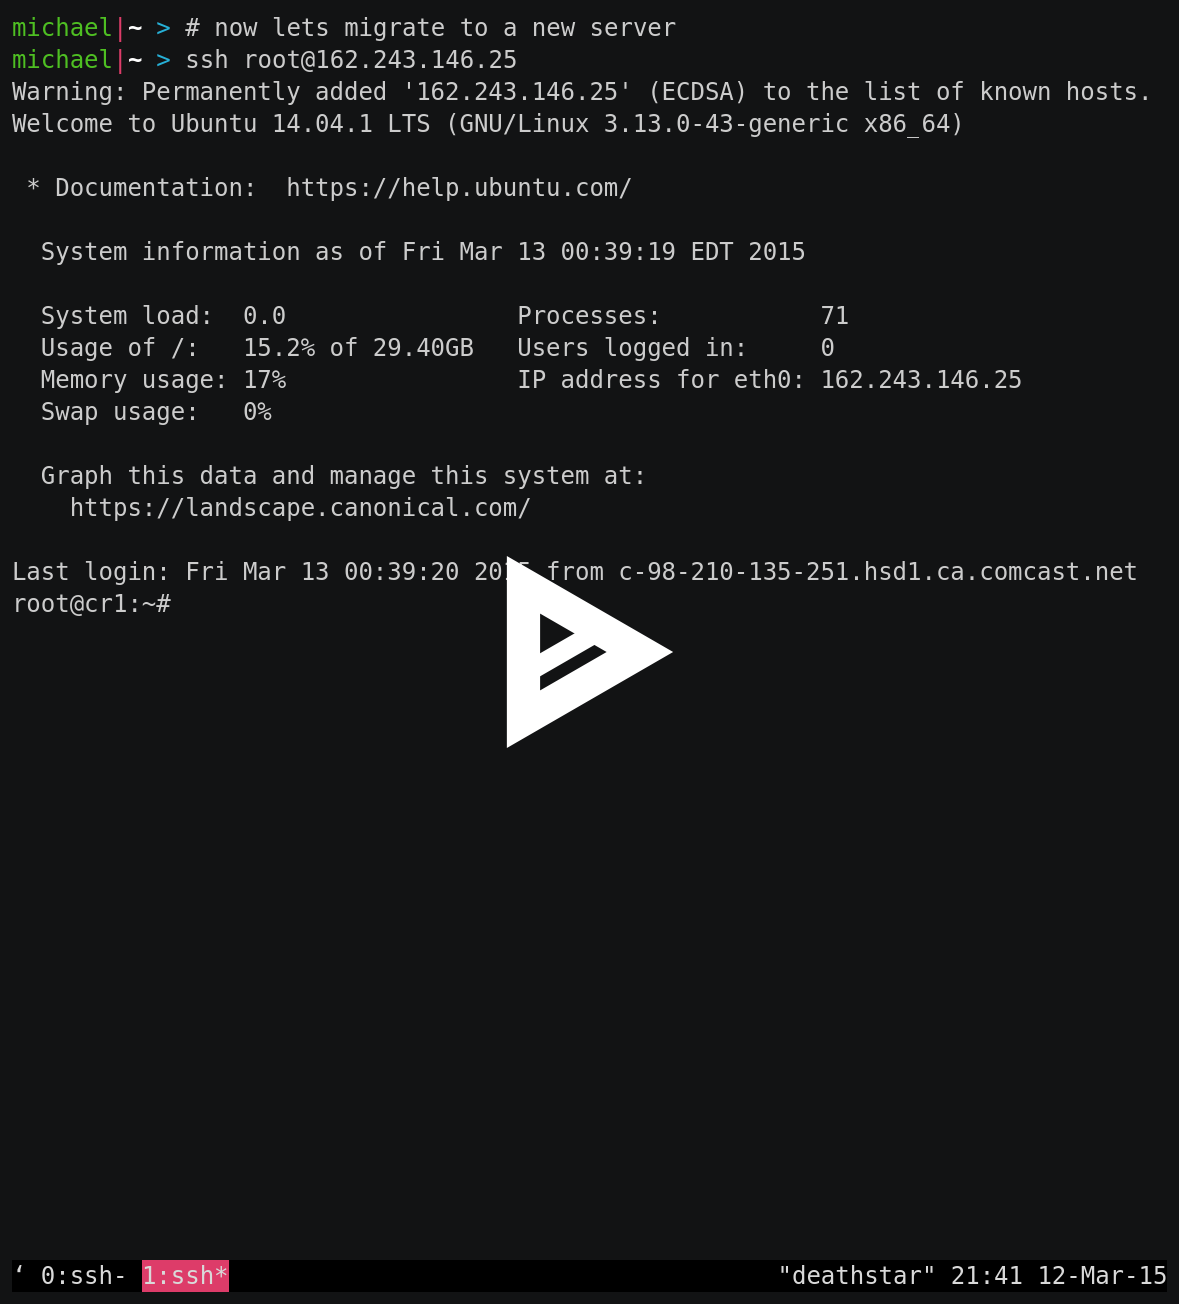 michael|~ > # now lets migrate to a new server
michael|~ > ssh root@162.243.146.25
Warning: Permanently added '162.243.146.25' (ECDSA) to the list of known hosts.
Welcome to Ubuntu 14.04.1 LTS (GNU/Linux 3.13.0-43-generic x86_64)
* Documentation:  https://help.ubuntu.com/
System information as of Fri Mar 13 00:39:19 EDT 2015
System load:  0.0                Processes:           71
Usage of /:   15.2% of 29.40GB   Users logged in:     0
Memory usage: 17%                IP address for eth0: 162.243.146.25
Swap usage:   0%
Graph this data and manage this system at:
https://landscape.canonical.com/
Last login: Fri Mar 13 00:39:20 2015 from c-98-210-135-251.hsd1.ca.comcast.net
root@cr1:~#
‘ 0:ssh- 1:ssh* "deathstar" 21:41 12-Mar-15